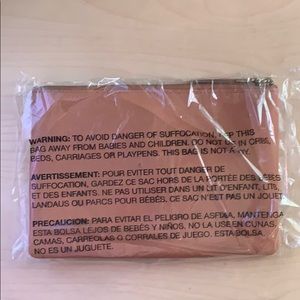 WARNING: TO AVOID DANGER OF SUFFOCATION, KEEP THIS
BAG AWAY FROM BABIES AND CHILDREN. DO NOT USE IN CRIBS,
BEDS, CARRIAGES OR PLAYPENS. THIS BAG IS NOT A TOY.
AVERTISSEMENT: POUR EVITER TOUT DANGER DE
SUFFOCATION, GARDEZ CE SAC HORS DE LA PORTÉE DES BÉBÉS
ET DES ENFANTS. NE PAS UTILISER DANS UN LIT D'ENFANT, LITS,
LANDAUS OU PARCS POUR BÉBÉS. CE SAC N'EST PAS UN JOUET.
PRECAUCION: PARA EVITAR EL PELIGRO DE ASFIXIA, MANTENGA
ESTA BOLSA LEJOS DE BEBÉS Y NIÑOS. NO LA USE EN CUNAS,
CAMAS, CARREOLAS O CORRALES DE JUEGO. ESTA BOLSA
NO ES UN JUGUETE.